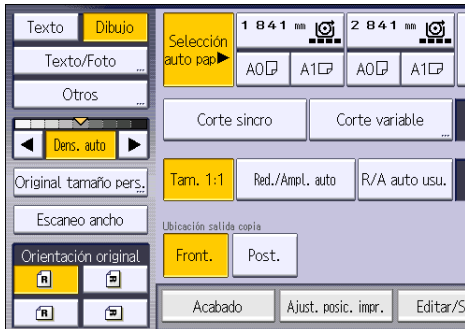 Texto Dibujo
Texto/Foto ...
Otros ...
Dens. auto
Original tamaño pers. ...
Escaneo ancho
Orientación original
R R
R R
Selección
auto pap►
1 841 mm
A0 A1
2 841 mm
A0 A1
Corte sincro Corte variable ...
Tam. 1:1 Red./Ampl. auto R/A auto usu.
Ubicación salida copia
Front. Post.
Acabado Ajust. posic. impr. Editar/S